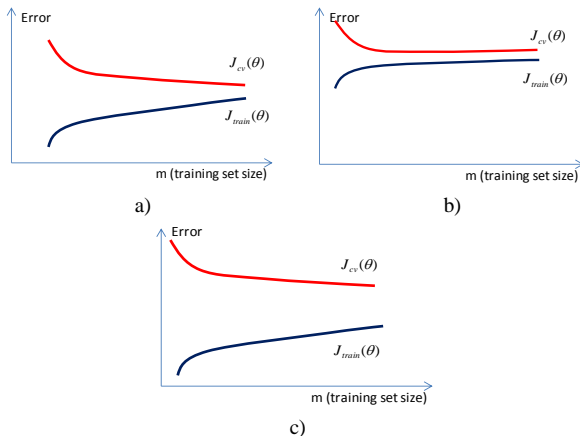 Error
J_cv(θ)
J_train(θ)
m (training set size)
a)
Error
J_cv(θ)
J_train(θ)
m (training set size)
b)
Error
J_cv(θ)
J_train(θ)
m (training set size)
c)